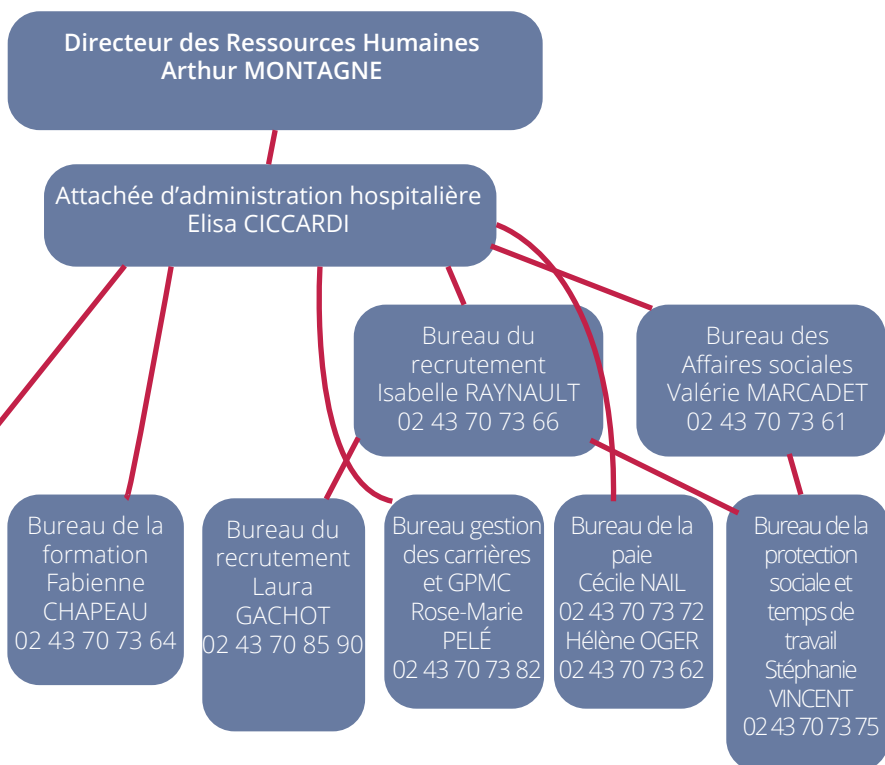 Directeur des Ressources Humaines
Arthur MONTAGNE
Attachée d’administration hospitalière
Elisa CICCARDI
Bureau du
recrutement
Isabelle RAYNAULT
02 43 70 73 66
Bureau des
Affaires sociales
Valérie MARCADET
02 43 70 73 61
Bureau de la
formation
Fabienne
CHAPEAU
02 43 70 73 64
Bureau du
recrutement
Laura
GACHOT
02 43 70 85 90
Bureau gestion
des carrières
et GPMC
Rose-Marie
PELÉ
02 43 70 73 82
Bureau de la
paie
Cécile NAIL
02 43 70 73 72
Hélène OGER
02 43 70 73 62
Bureau de la
protection
sociale et
temps de
travail
Stéphanie
VINCENT
02 43 70 73 75